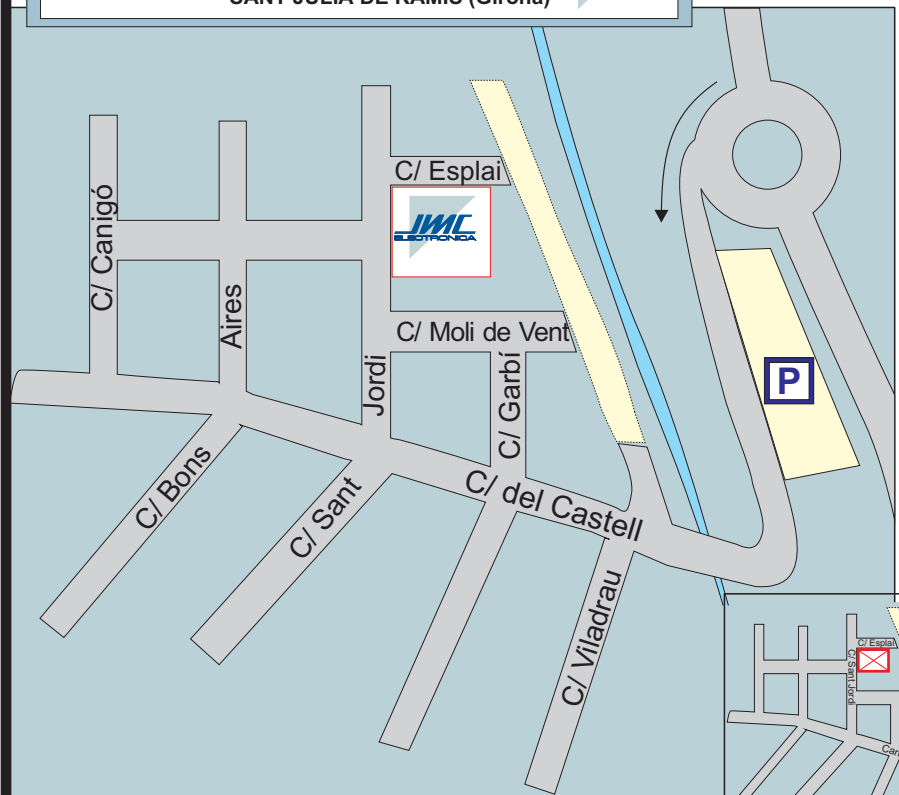 SANT JULIA DE RAMIS (Girona)
C/ Esplai
C/ Canigó
JMC
ELECTRONICA
Aires
C/ Moli de Vent
Jordi
C/ Garbí
P
C/ Bons
C/ Sant
C/ del Castell
C/ Viladrau
C/ Esplai
C/ Sant Jordi